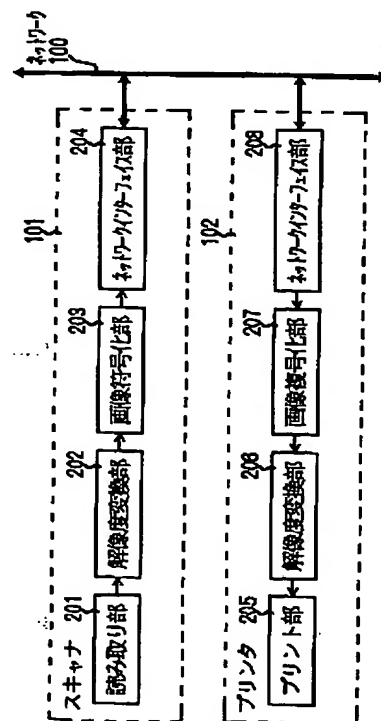 ネットワーク
100
101
スキャナ
201
読み取り部
202
解像度変換部
203
画像符号化部
204
ネットワークインターフェイス部
102
プリンタ
205
プリント部
206
解像度変換部
207
画像複号化部
208
ネットワークインターフェイス部